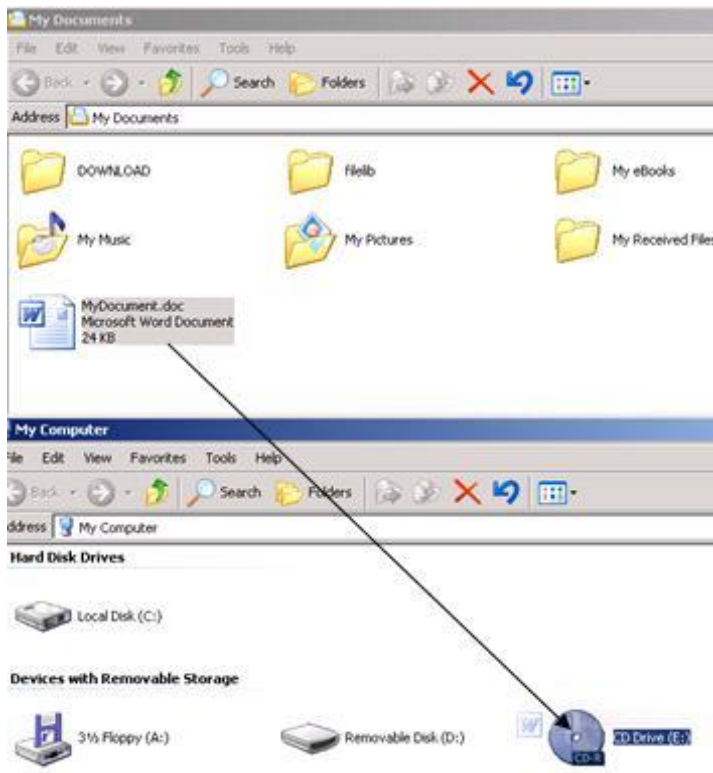 My Documents
File Edit View Favorites Tools Help
Back Search Folders
Address My Documents
DOWNLOAD filelib My eBooks
My Music My Pictures My Received Files
MyDocument.doc
Microsoft Word Document
24 KB
My Computer
File Edit View Favorites Tools Help
Back Search Folders
ddress My Computer
Hard Disk Drives
Local Disk (C:)
Devices with Removable Storage
3½ Floppy (A:) Removable Disk (D:) W CD-R CD Drive (E:)